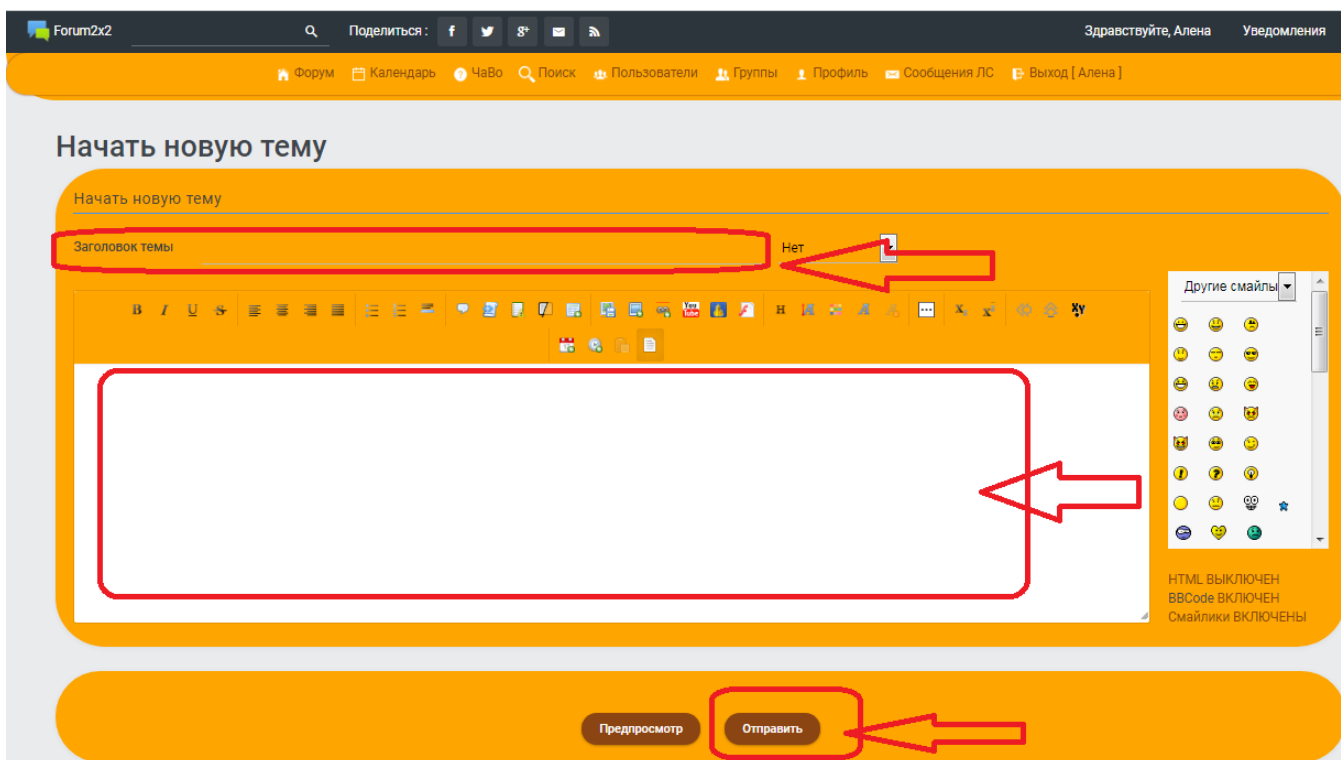 Forum2x2 Поделиться : Здравствуйте, Алена Уведомления
Форум Календарь ЧаВо Поиск Пользователи Группы Профиль Сообщения ЛС Выход [ Алена ]
Начать новую тему
Начать новую тему
Заголовок темы Нет
Другие смайлы
HTML ВЫКЛЮЧЕН
BBCode ВКЛЮЧЕН
Смайлики ВКЛЮЧЕНЫ
Предпросмотр Отправить